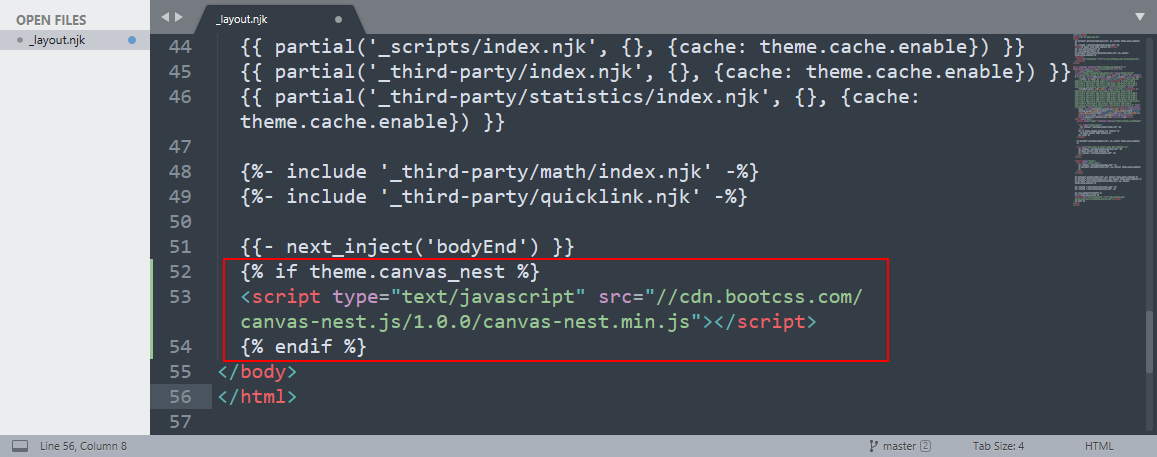 OPEN FILES
_layout.njk
_layout.njk
44 {{ partial('_scripts/index.njk', {}, {cache: theme.cache.enable}) }}
45 {{ partial('_third-party/index.njk', {}, {cache: theme.cache.enable}) }}
46 {{ partial('_third-party/statistics/index.njk', {}, {cache:
theme.cache.enable}) }}
47
48 {%- include '_third-party/math/index.njk' -%}
49 {%- include '_third-party/quicklink.njk' -%}
50
51 {{- next_inject('bodyEnd') }}
52 {% if theme.canvas_nest %}
53 <script type="text/javascript" src="//cdn.bootcss.com/
canvas-nest.js/1.0.0/canvas-nest.min.js"></script>
54 {% endif %}
55 </body>
56 </html>
57
Line 56, Column 8
master 2
Tab Size: 4
HTML